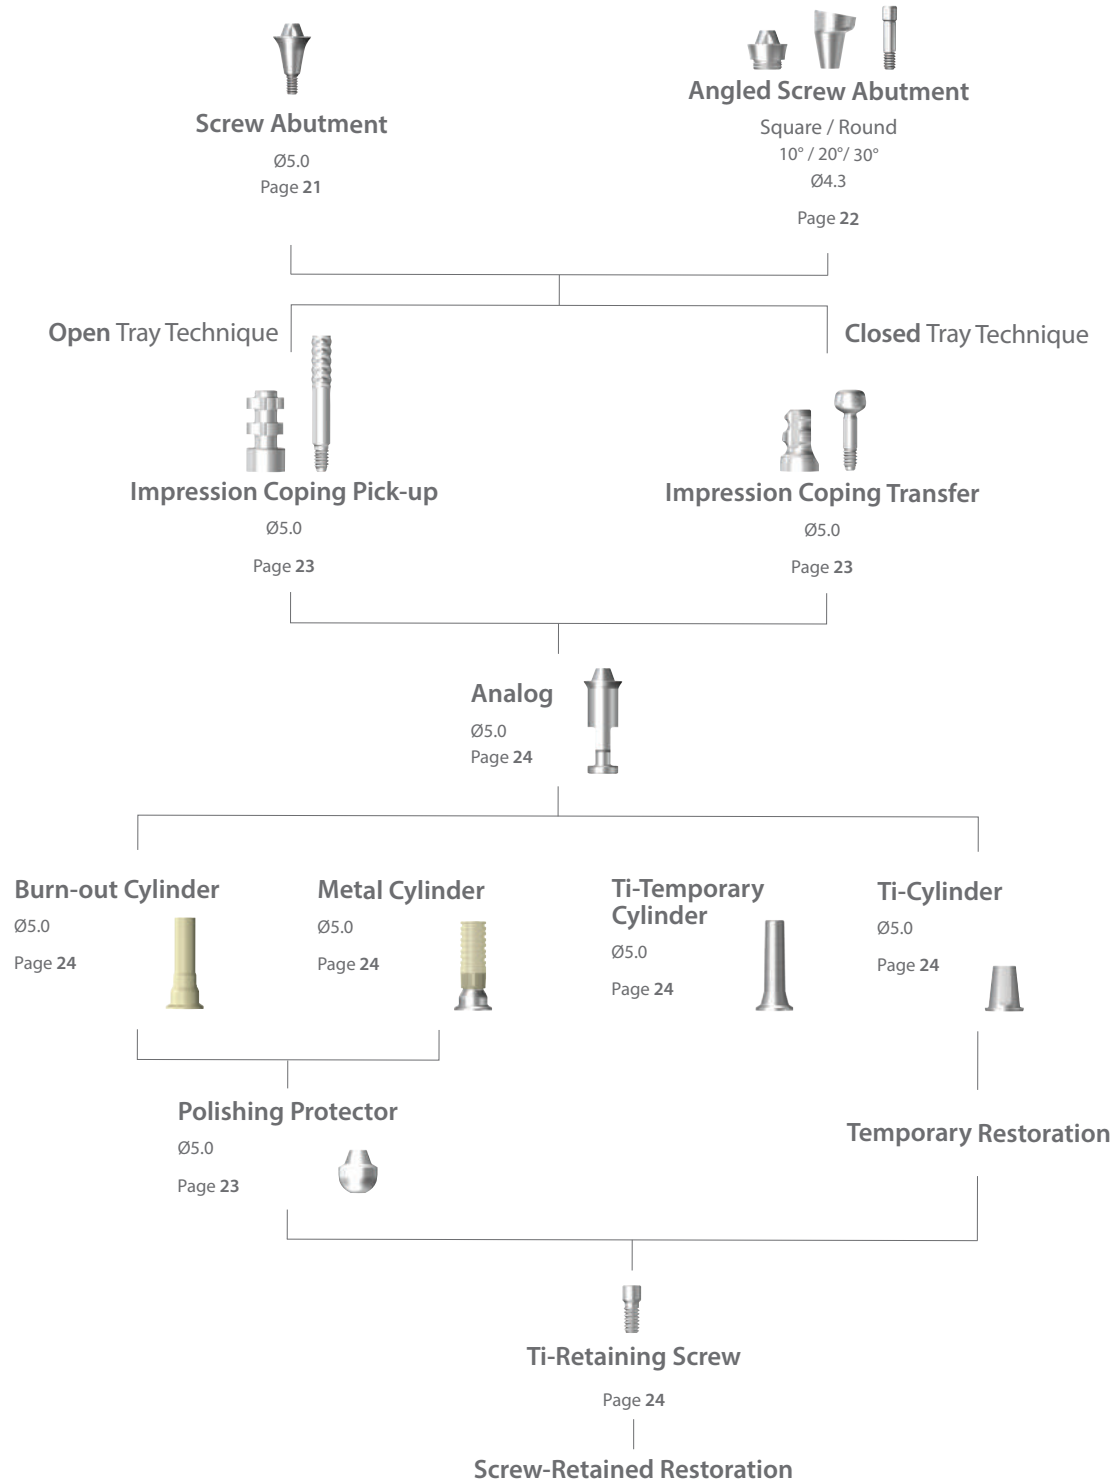 Screw Abutment
Ø5.0
Page 21
Angled Screw Abutment
Square / Round
10° / 20°/ 30°
Ø4.3
Page 22
Open Tray Technique
Closed Tray Technique
Impression Coping Pick-up
Ø5.0
Page 23
Impression Coping Transfer
Ø5.0
Page 23
Analog
Ø5.0
Page 24
Burn-out Cylinder
Ø5.0
Page 24
Metal Cylinder
Ø5.0
Page 24
Ti-Temporary
Cylinder
Ø5.0
Page 24
Ti-Cylinder
Ø5.0
Page 24
Polishing Protector
Ø5.0
Page 23
Temporary Restoration
Ti-Retaining Screw
Page 24
Screw-Retained Restoration